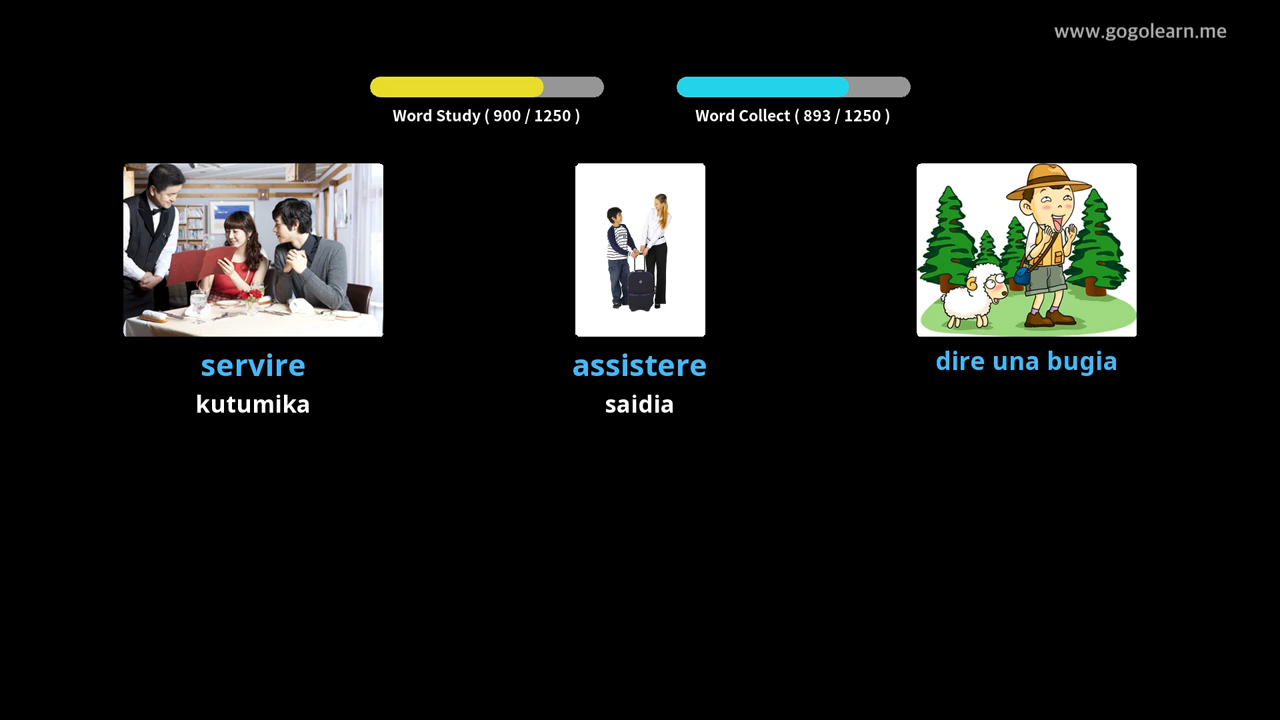 www.gogolearn.me
Word Study ( 900 / 1250 )
Word Collect ( 893 / 1250 )
servire
kutumika
assistere
saidia
dire una bugia